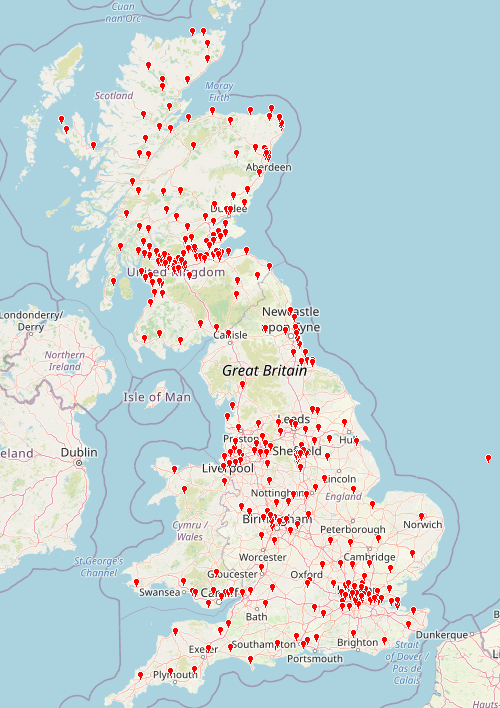 Cuan
nan Orc
Scotland
Moray
Firth
Aberdeen
Dundee
United Kingdom
Londonderry/
Derry
Newcastle
upon Tyne
Carlisle
Northern
Ireland
Great Britain
Isle of Man
Leeds
Preston
Hull
Dublin
Sheffield
Liverpool
Lincoln
Nottingham
England
Cymru /
Wales
Birmingham
Norwich
Peterborough
Worcester
Cambridge
St.George's
Channel
Gloucester
Oxford
Swansea
Cardiff
Bath
Southampton
Brighton
Dunkerque
Exeter
Portsmouth
Strait
of Dover /
Pas de
Calais
Plymouth
Hauts